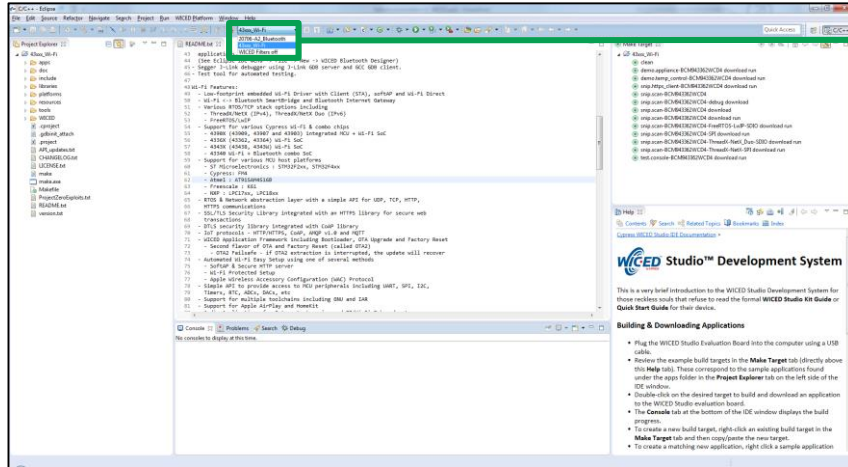 C/C++ - Eclipse
File Edit Source Refactor Navigate Search Project Run WICED Platform Window Help
43xxx_Wi-Fi
20706-A2_Bluetooth
43xxx_Wi-Fi
WICED Filters off
Quick Access
C/C++
Project Explorer
43xxx_Wi-Fi
apps
doc
include
libraries
platforms
resources
tools
WICED
.cproject
.gdbinit_attach
.project
API_updates.txt
CHANGELOG.txt
LICENSE.txt
make
make.exe
Makefile
ProjectZeroExploits.txt
README.txt
version.txt
README.txt
- Segger J-Link debugger using J-Link GDB server and GCC GDB client.
- Test tool for automated testing.
Wi-Fi Features:
- Low-footprint embedded Wi-Fi Driver with Client (STA), softAP and Wi-Fi Direct
- Wi-Fi <-> Bluetooth SmartBridge and Bluetooth Internet Gateway
- Various RTOS/TCP stack options including
- ThreadX/NetX (IPv4), ThreadX/NetX Duo (IPv6)
- FreeRTOS/LwIP
- Support for various Cypress Wi-Fi & combo chips
- 4390X (43909, 43907 and 43903) Integrated MCU + Wi-Fi SoC
- 4336X (43362, 43364) Wi-Fi SoC
- 4343X (43438, 4343W) Wi-Fi SoC
- 43340 Wi-Fi + Bluetooth combo SoC
- Support for various MCU host platforms
- ST Microelectronics : STM32F2xx, STM32F4xx
- Cypress: FM4
- Atmel : AT91SAM4S16B
- Freescale : K61
- NXP : LPC17xx, LPC18xx
- RTOS & Network abstraction layer with a simple API for UDP, TCP, HTTP,
HTTPS communications
- SSL/TLS Security Library integrated with an HTTPS library for secure web
transactions
- DTLS security library integrated with CoAP library
- IoT protocols - HTTP/HTTPS, CoAP, AMQP v1.0 and MQTT
- WICED Application Framework including Bootloader, OTA Upgrade and Factory Reset
- Second flavor of OTA and Factory Reset (called OTA2)
- OTA2 Failsafe - if OTA2 extraction is interrupted, the update will recover
- Automated Wi-Fi Easy Setup using one of several methods
- SoftAP & Secure HTTP server
- Wi-Fi Protected Setup
- Apple Wireless Accessory Configuration (WAC) Protocol
- Simple API to provide access to MCU peripherals including UART, SPI, I2C,
Timers, RTC, ADCs, DACs, etc
- Support for multiple toolchains including GNU and IAR
- Support for Apple AirPlay and HomeKit
Console Problems Search Debug
No consoles to display at this time.
Make Target
43xxx_Wi-Fi
clean
demo.appliance-BCM943362WCD4 download run
demo.temp_control-BCM943362WCD4 download run
snip.https_client-BCM943362WCD4 download run
snip.scan-BCM943362WCD4
snip.scan-BCM943362WCD4-debug download
snip.scan-BCM943362WCD4 download
snip.scan-BCM943362WCD4 download run
snip.scan-BCM943362WCD4-FreeRTOS-LwIP-SDIO download run
snip.scan-BCM943362WCD4-SPI download run
snip.scan-BCM943362WCD4-ThreadX-NetX_Duo-SDIO download run
snip.scan-BCM943362WCD4-ThreadX-NetX-SPI download run
test.console-BCM943362WCD4 download run
Help
Contents Search Related Topics Bookmarks Index
Cypress WICED Studio IDE Documentation
WICED Studio™ Development System
This is a very brief introduction to the WICED Studio Development System for
those reckless souls that refuse to read the formal WICED Studio Kit Guide or
Quick Start Guide for their device.
Building & Downloading Applications
• Plug the WICED Studio Evaluation Board into the computer using a USB
cable.
• Review the example build targets in the Make Target tab (directly above
this Help tab). These correspond to the sample applications found
under the apps folder in the Project Explorer tab on the left side of the
IDE window.
• Double-click on the desired target to build and download an application
to the WICED Studio evaluation board.
• The Console tab at the bottom of the IDE window displays the build
progress.
• To create a new build target, right-click an existing build target in the
Make Target tab and then copy/paste the new target.
• To create a matching new application, right click a sample application